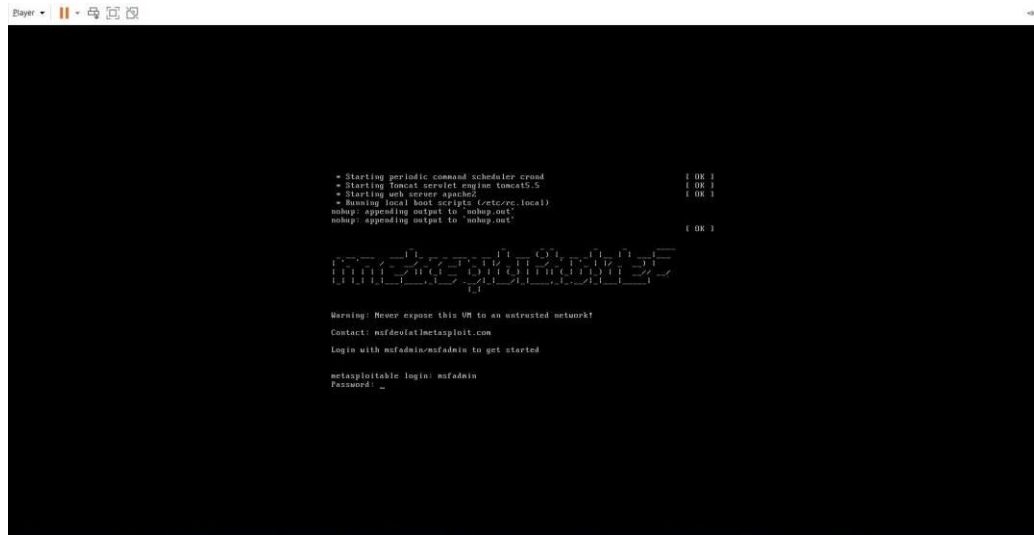 Player
* Starting periodic command scheduler crond [ OK ]
* Starting Tomcat servlet engine tomcat5.5 [ OK ]
* Starting web server apache2 [ OK ]
* Running local boot scripts (/etc/rc.local)
nohup: appending output to `nohup.out'
nohup: appending output to `nohup.out'
[ OK ]
metasploitable2
Warning: Never expose this VM to an untrusted network!
Contact: msfdev[at]metasploit.com
Login with msfadmin/msfadmin to get started
metasploitable login: msfadmin
Password: _